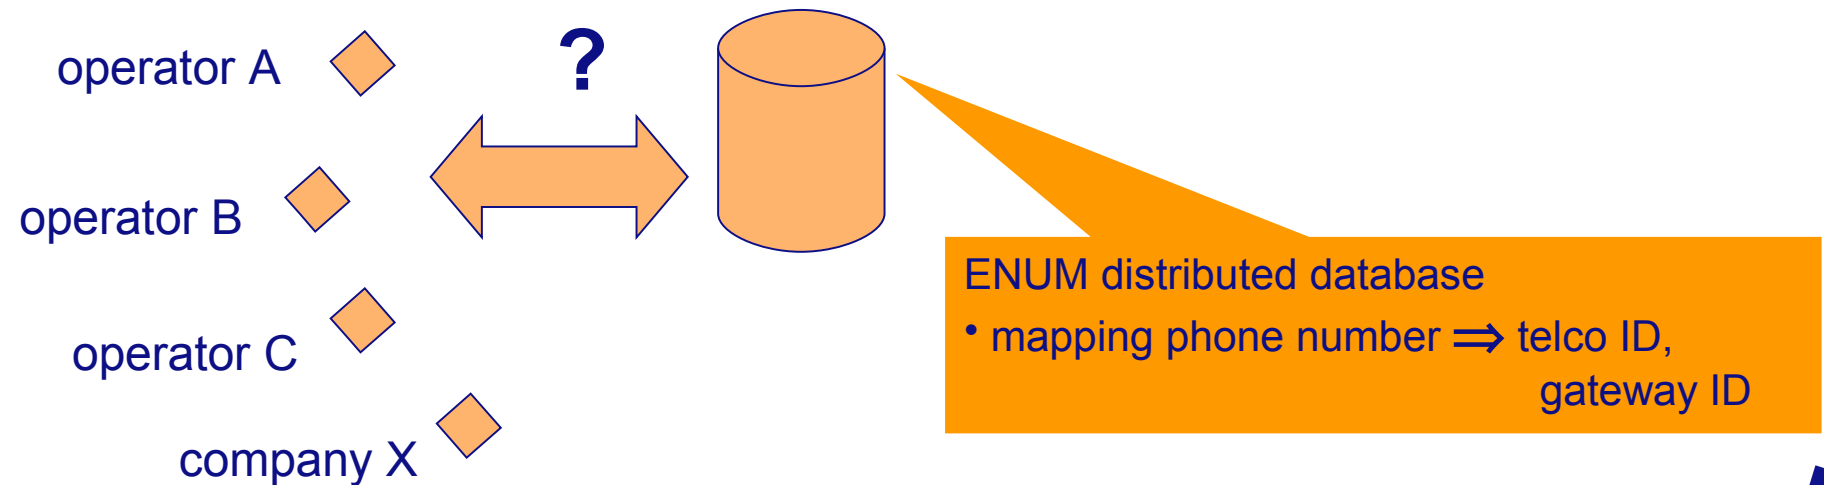 ?
operator A
operator B
operator C
company X
ENUM distributed database
• mapping phone number ⇒ telco ID,
gateway ID